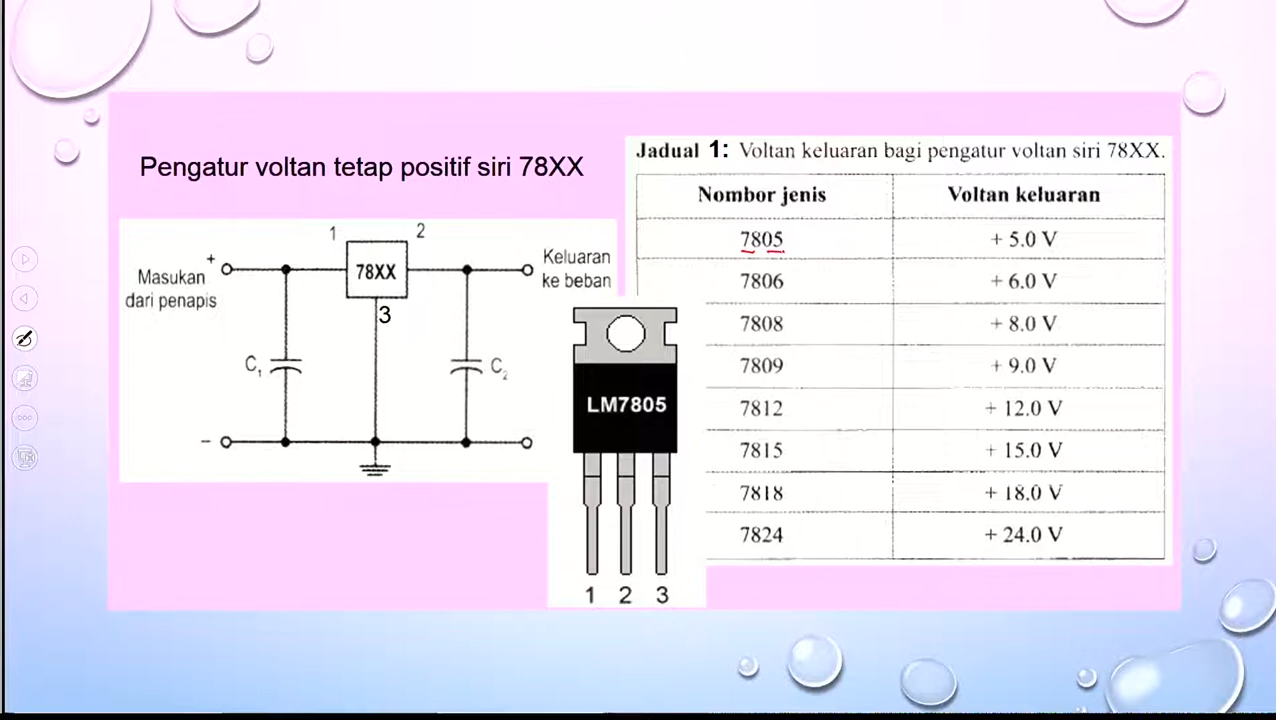 Pengatur voltan tetap positif siri 78XX
1
2
+
Masukan
dari penapis
78XX
Keluaran
ke beban
3
C1
C2
–
LM7805
1 2 3
Jadual 1: Voltan keluaran bagi pengatur voltan siri 78XX.
Nombor jenis Voltan keluaran
7805 + 5.0 V
7806 + 6.0 V
7808 + 8.0 V
7809 + 9.0 V
7812 + 12.0 V
7815 + 15.0 V
7818 + 18.0 V
7824 + 24.0 V